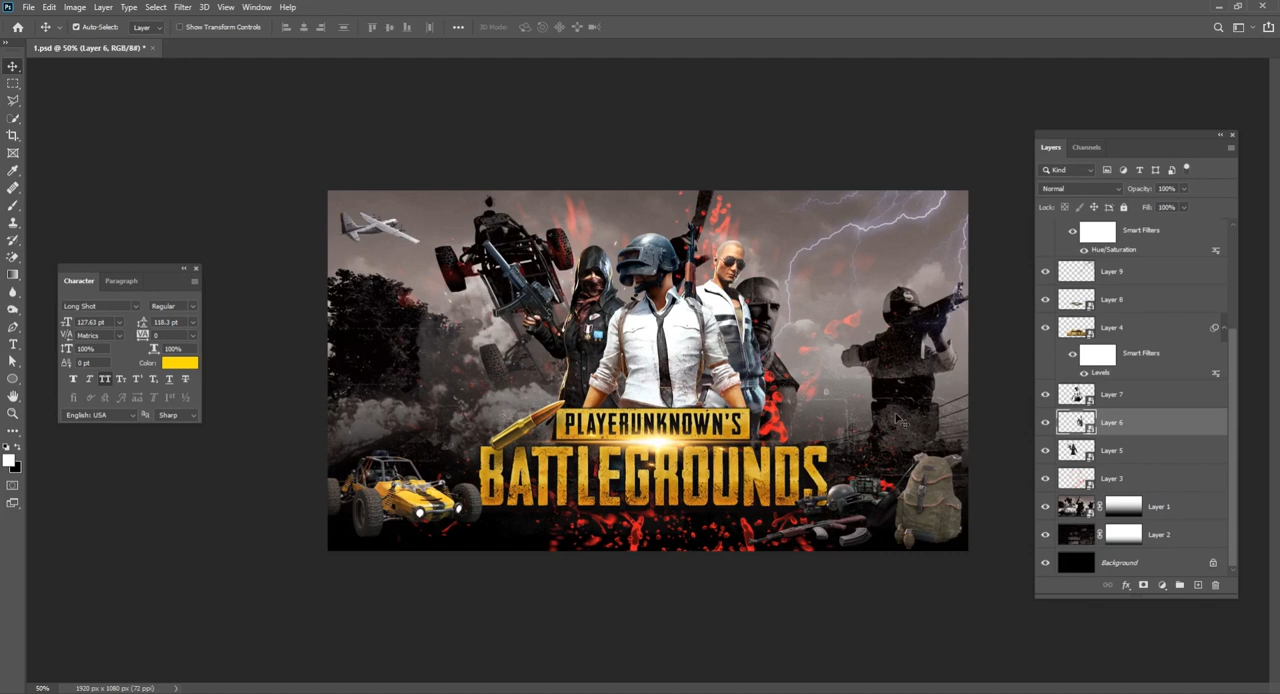 Ps File Edit Image Layer Type Select Filter 3D View Window Help
Auto-Select: Layer Show Transform Controls 3D Mode:
1.psd @ 50% (Layer 6, RGB/8#) *
Layers Channels
Kind
Normal Opacity: 100%
Lock: Fill: 100%
Smart Filters
Hue/Saturation
Layer 9
Layer 8
Layer 4
Smart Filters
Levels
Layer 7
Layer 6
Layer 5
Layer 3
Layer 1
Layer 2
Background
Character Paragraph
Long Shot Regular
127.63 pt 118.3 pt
Metrics 0
100% 100%
0 pt Color:
English: USA Sharp
PLAYERUNKNOWN'S
BATTLEGROUNDS
50% 1920 px x 1080 px (72 ppi)